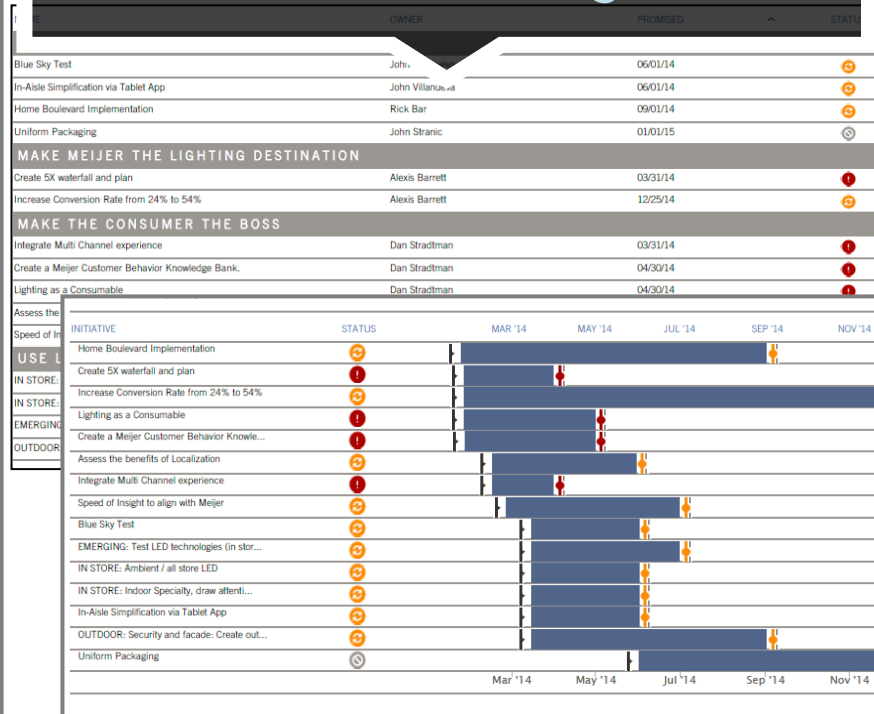 OWNER PROMISED STATU
Blue Sky Test John 06/01/14
In-Aisle Simplification via Tablet App John Villanueva 06/01/14
Home Boulevard Implementation Rick Bar 09/01/14
Uniform Packaging John Stranic 01/01/15
MAKE MEIJER THE LIGHTING DESTINATION
Create 5X waterfall and plan Alexis Barrett 03/31/14
Increase Conversion Rate from 24% to 54% Alexis Barrett 12/25/14
MAKE THE CONSUMER THE BOSS
Integrate Multi Channel experience Dan Stradtman 03/31/14
Create a Meijer Customer Behavior Knowledge Bank. Dan Stradtman 04/30/14
Lighting as a Consumable Dan Stradtman 04/30/14
Assess the
Speed of In
USE L
IN STORE:
IN STORE:
EMERGING
OUTDOOR
INITIATIVE STATUS MAR '14 MAY '14 JUL '14 SEP '14 NOV '14
Home Boulevard Implementation
Create 5X waterfall and plan
Increase Conversion Rate from 24% to 54%
Lighting as a Consumable
Create a Meijer Customer Behavior Knowle...
Assess the benefits of Localization
Integrate Multi Channel experience
Speed of Insight to align with Meijer
Blue Sky Test
EMERGING: Test LED technologies (in stor...
IN STORE: Ambient / all store LED
IN STORE: Indoor Specialty, draw attenti...
In-Aisle Simplification via Tablet App
OUTDOOR: Security and facade: Create out...
Uniform Packaging
Mar '14 May '14 Jul '14 Sep '14 Nov '14